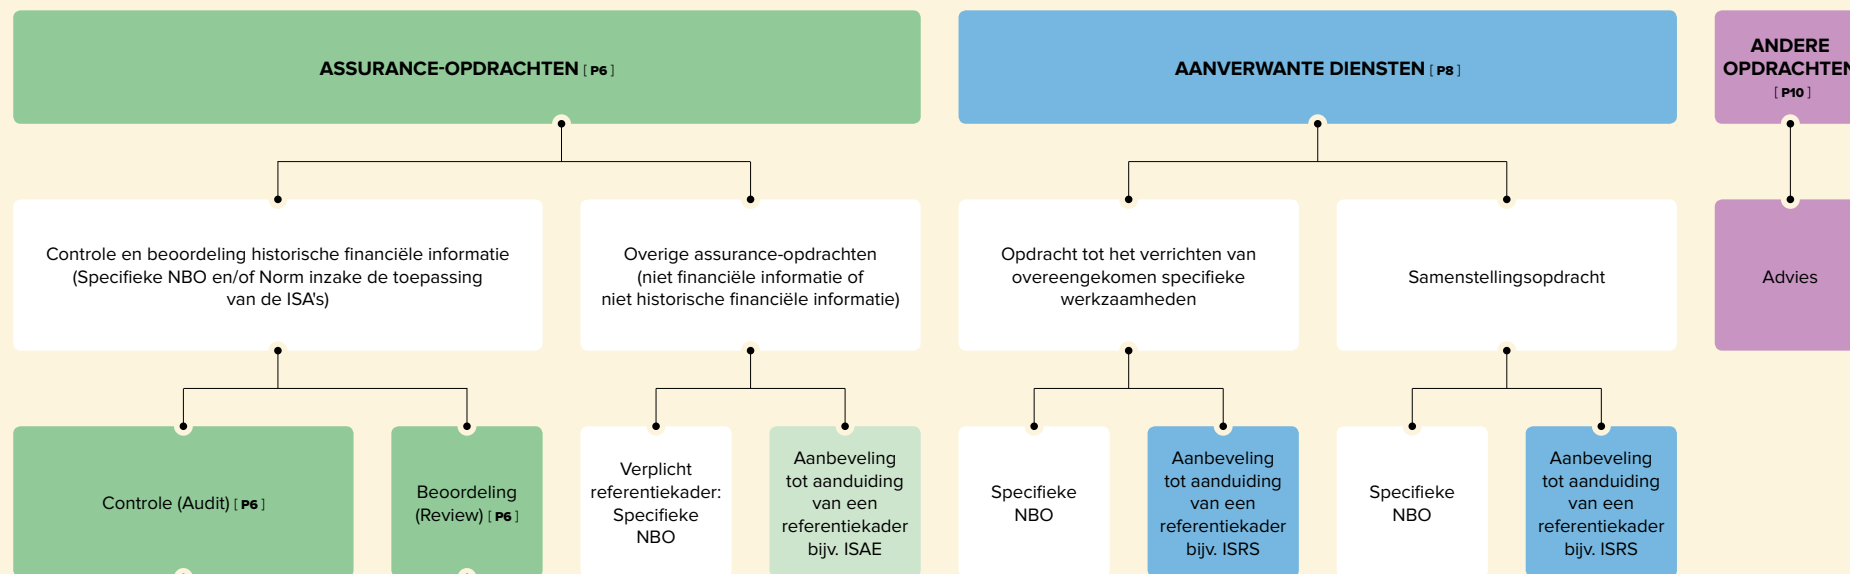 ASSURANCE-OPDRACHTEN [ P6 ]
AANVERWANTE DIENSTEN [ P8 ]
ANDERE
OPDRACHTEN
[ P10 ]
Controle en beoordeling historische financiële informatie
(Specifieke NBO en/of Norm inzake de toepassing
van de ISA's)
Overige assurance-opdrachten
(niet financiële informatie of
niet historische financiële informatie)
Opdracht tot het verrichten van
overeengekomen specifieke
werkzaamheden
Samenstellingsopdracht
Advies
Controle (Audit) [ P6 ]
Beoordeling
(Review) [ P6 ]
Verplicht
referentiekader:
Specifieke
NBO
Aanbeveling
tot aanduiding
van een
referentiekader
bijv. ISAE
Specifieke
NBO
Aanbeveling
tot aanduiding
van een
referentiekader
bijv. ISRS
Specifieke
NBO
Aanbeveling
tot aanduiding
van een
referentiekader
bijv. ISRS